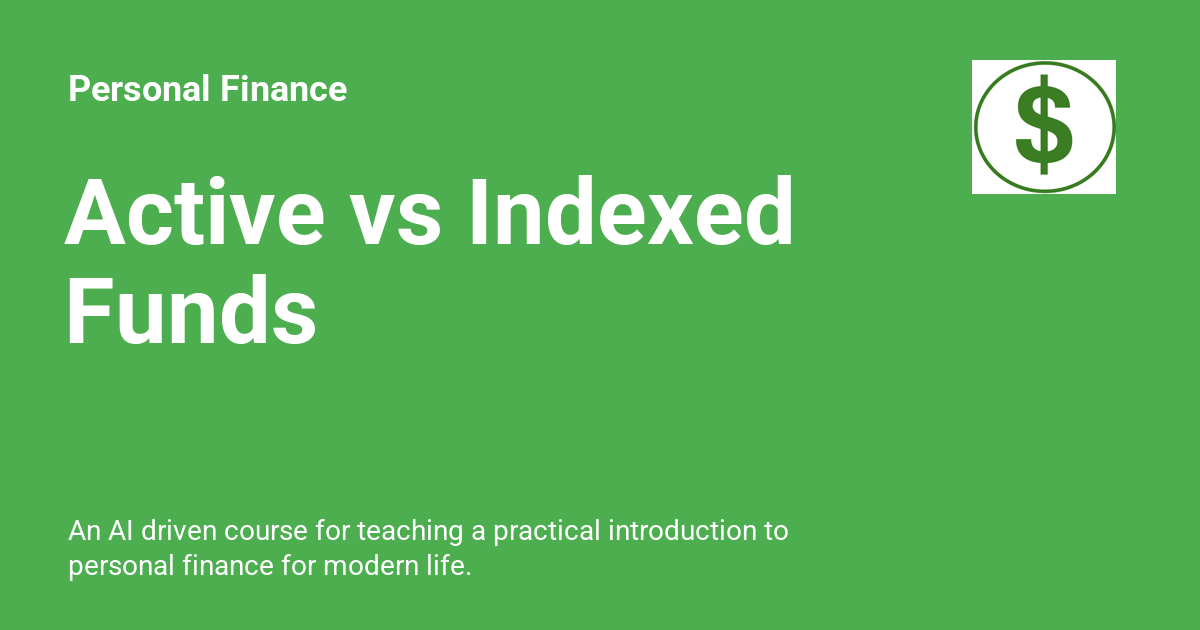 Personal Finance
$
Active vs Indexed
Funds
An AI driven course for teaching a practical introduction to
personal finance for modern life.